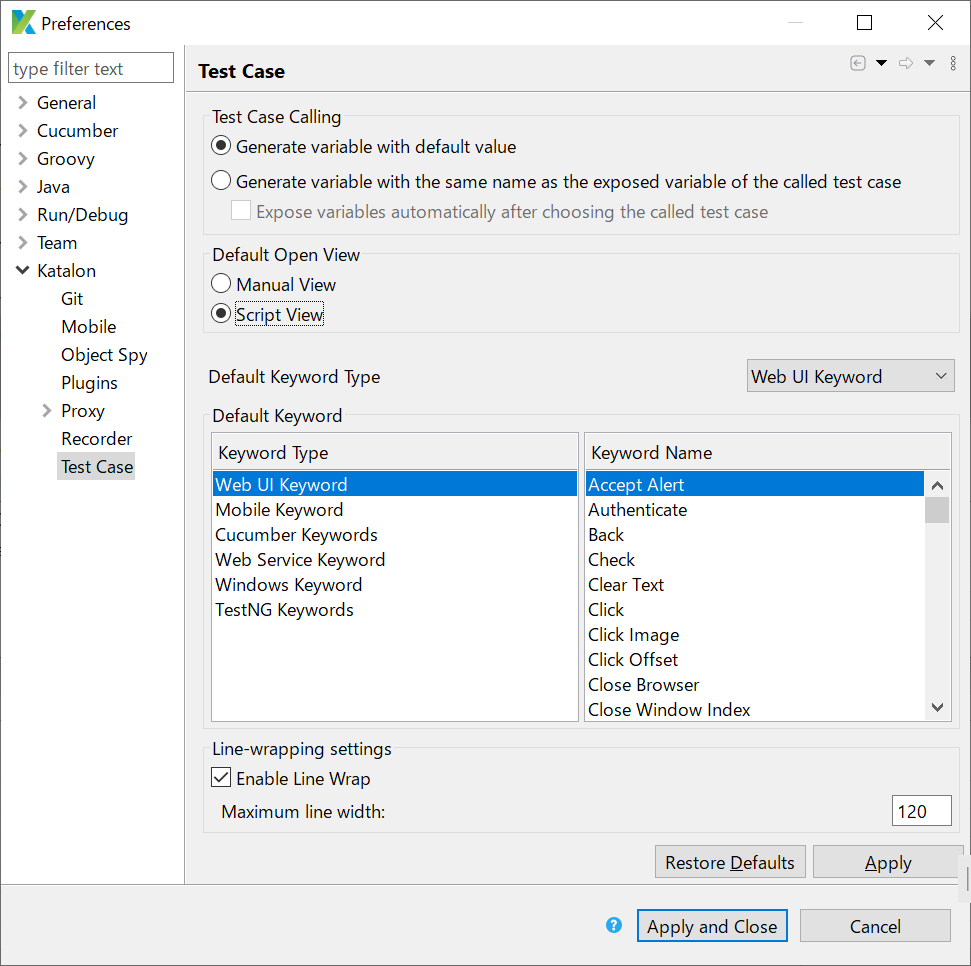 Preferences
type filter text
General
Cucumber
Groovy
Java
Run/Debug
Team
Katalon
Git
Mobile
Object Spy
Plugins
Proxy
Recorder
Test Case
Test Case
Test Case Calling
Generate variable with default value
Generate variable with the same name as the exposed variable of the called test case
Expose variables automatically after choosing the called test case
Default Open View
Manual View
Script View
Default Keyword Type
Web UI Keyword
Default Keyword
Keyword Type
Web UI Keyword
Mobile Keyword
Cucumber Keywords
Web Service Keyword
Windows Keyword
TestNG Keywords
Keyword Name
Accept Alert
Authenticate
Back
Check
Clear Text
Click
Click Image
Click Offset
Close Browser
Close Window Index
Line-wrapping settings
Enable Line Wrap
Maximum line width:
120
Restore Defaults
Apply
?
Apply and Close
Cancel